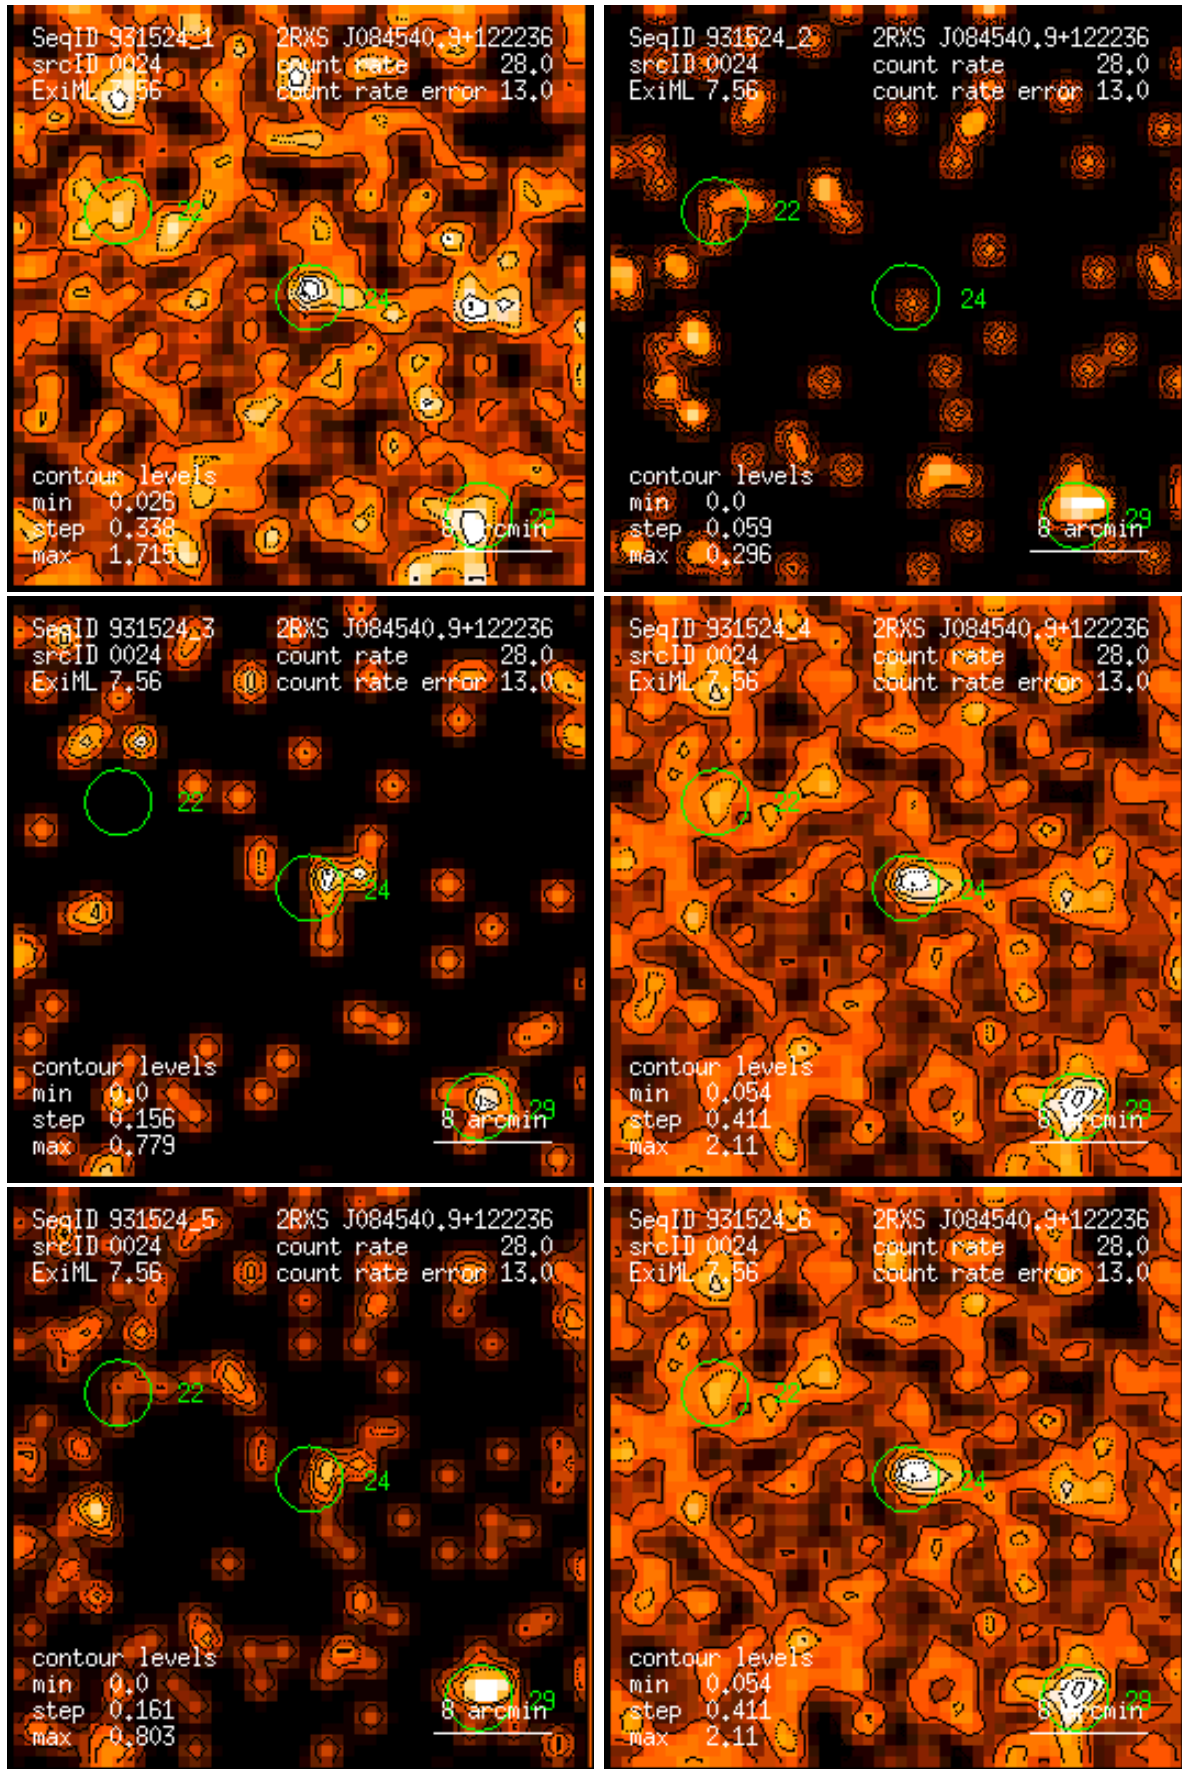 SeqID 931524_1 2RXS J084540.9+122236
srcID 0024 count rate 28.0
ExiML 7.56 count rate error 13.0
22
24
contour levels
min 0.026
step 0.338 29
8 arcmin
max 1.715
SeqID 931524_2 2RXS J084540.9+122236
srcID 0024 count rate 28.0
ExiML 7.56 count rate error 13.0
22
24
contour levels
min 0.0
step 0.059 29
8 arcmin
max 0.296
SeqID 931524_3 2RXS J084540.9+122236
srcID 0024 count rate 28.0
ExiML 7.56 count rate error 13.0
22
24
contour levels
min 0.0
step 0.156 29
8 arcmin
max 0.779
SeqID 931524_4 2RXS J084540.9+122236
srcID 0024 count rate 28.0
ExiML 7.56 count rate error 13.0
22
24
contour levels
min 0.054
step 0.411 29
8 arcmin
max 2.11
SeqID 931524_5 2RXS J084540.9+122236
srcID 0024 count rate 28.0
ExiML 7.56 count rate error 13.0
22
24
contour levels
min 0.0
step 0.161 29
8 arcmin
max 0.803
SeqID 931524_6 2RXS J084540.9+122236
srcID 0024 count rate 28.0
ExiML 7.56 count rate error 13.0
22
24
contour levels
min 0.054
step 0.411 29
8 arcmin
max 2.11